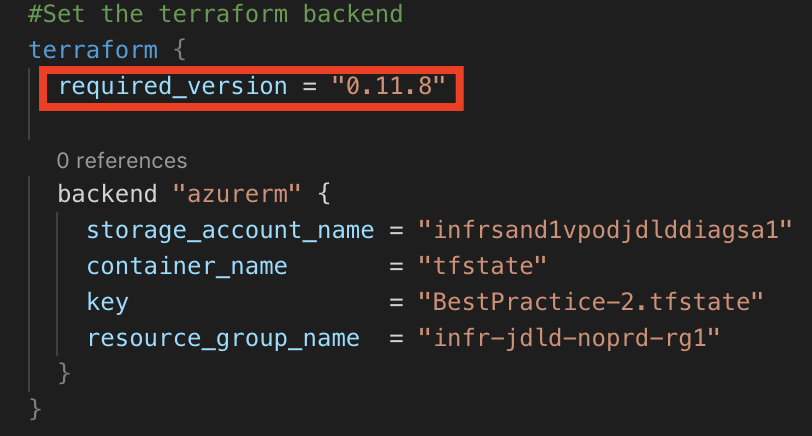 #Set the terraform backend
terraform {
required_version = "0.11.8"
0 references
backend "azurerm" {
storage_account_name = "infrsand1vpodjdlddiagsa1"
container_name = "tfstate"
key = "BestPractice-2.tfstate"
resource_group_name = "infr-jdld-noprd-rg1"
}
}